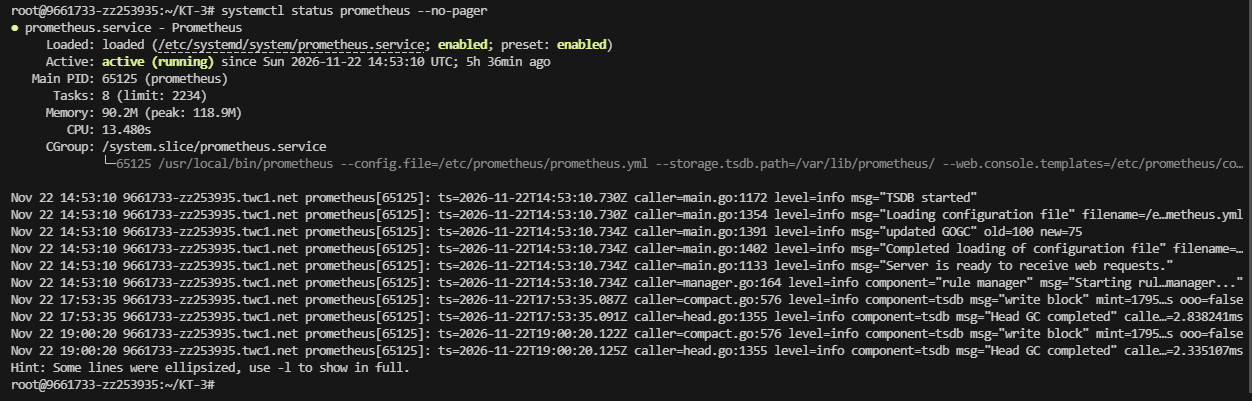 root@9661733-zz253935:~/KT-3# systemctl status prometheus --no-pager
● prometheus.service - Prometheus
Loaded: loaded (/etc/systemd/system/prometheus.service; enabled; preset: enabled)
Active: active (running) since Sun 2026-11-22 14:53:10 UTC; 5h 36min ago
Main PID: 65125 (prometheus)
Tasks: 8 (limit: 2234)
Memory: 90.2M (peak: 118.9M)
CPU: 13.480s
CGroup: /system.slice/prometheus.service
└─65125 /usr/local/bin/prometheus --config.file=/etc/prometheus/prometheus.yml --storage.tsdb.path=/var/lib/prometheus/ --web.console.templates=/etc/prometheus/co…
Nov 22 14:53:10 9661733-zz253935.twc1.net prometheus[65125]: ts=2026-11-22T14:53:10.730Z caller=main.go:1172 level=info msg="TSDB started"
Nov 22 14:53:10 9661733-zz253935.twc1.net prometheus[65125]: ts=2026-11-22T14:53:10.730Z caller=main.go:1354 level=info msg="Loading configuration file" filename=/e…metheus.yml
Nov 22 14:53:10 9661733-zz253935.twc1.net prometheus[65125]: ts=2026-11-22T14:53:10.734Z caller=main.go:1391 level=info msg="updated GOGC" old=100 new=75
Nov 22 14:53:10 9661733-zz253935.twc1.net prometheus[65125]: ts=2026-11-22T14:53:10.734Z caller=main.go:1402 level=info msg="Completed loading of configuration file" filename=…
Nov 22 14:53:10 9661733-zz253935.twc1.net prometheus[65125]: ts=2026-11-22T14:53:10.734Z caller=main.go:1133 level=info msg="Server is ready to receive web requests."
Nov 22 14:53:10 9661733-zz253935.twc1.net prometheus[65125]: ts=2026-11-22T14:53:10.734Z caller=manager.go:164 level=info component="rule manager" msg="Starting rul…manager..."
Nov 22 17:53:35 9661733-zz253935.twc1.net prometheus[65125]: ts=2026-11-22T17:53:35.087Z caller=compact.go:576 level=info component=tsdb msg="write block" mint=1795…s ooo=false
Nov 22 17:53:35 9661733-zz253935.twc1.net prometheus[65125]: ts=2026-11-22T17:53:35.091Z caller=head.go:1355 level=info component=tsdb msg="Head GC completed" calle…=2.838241ms
Nov 22 19:00:20 9661733-zz253935.twc1.net prometheus[65125]: ts=2026-11-22T19:00:20.122Z caller=compact.go:576 level=info component=tsdb msg="write block" mint=1795…s ooo=false
Nov 22 19:00:20 9661733-zz253935.twc1.net prometheus[65125]: ts=2026-11-22T19:00:20.125Z caller=head.go:1355 level=info component=tsdb msg="Head GC completed" calle…=2.335107ms
Hint: Some lines were ellipsized, use -l to show in full.
root@9661733-zz253935:~/KT-3#